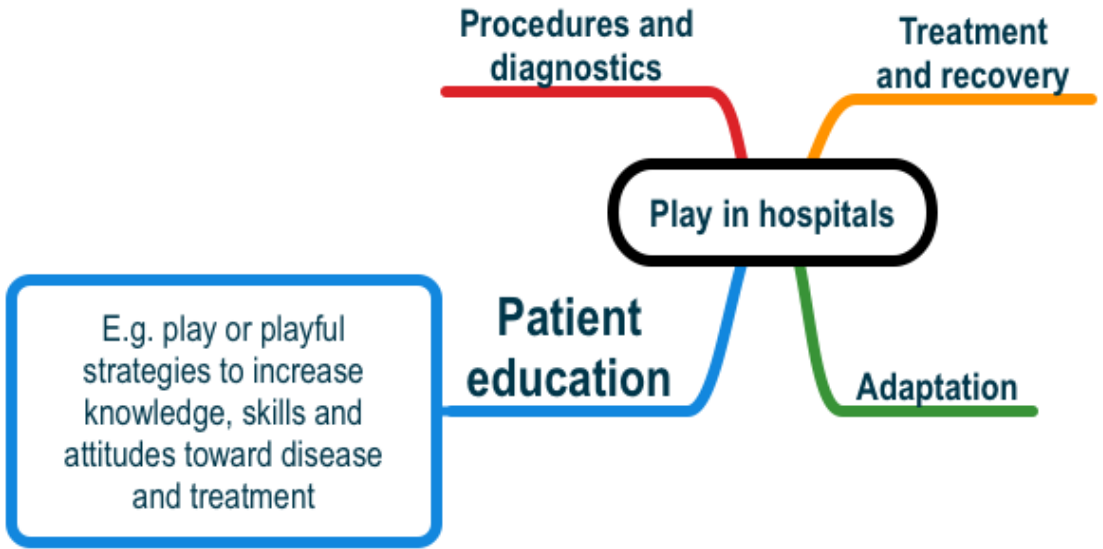 Procedures and
diagnostics
Treatment
and recovery
Play in hospitals
Patient
education
E.g. play or playful
strategies to increase
knowledge, skills and
attitudes toward disease
and treatment
Adaptation